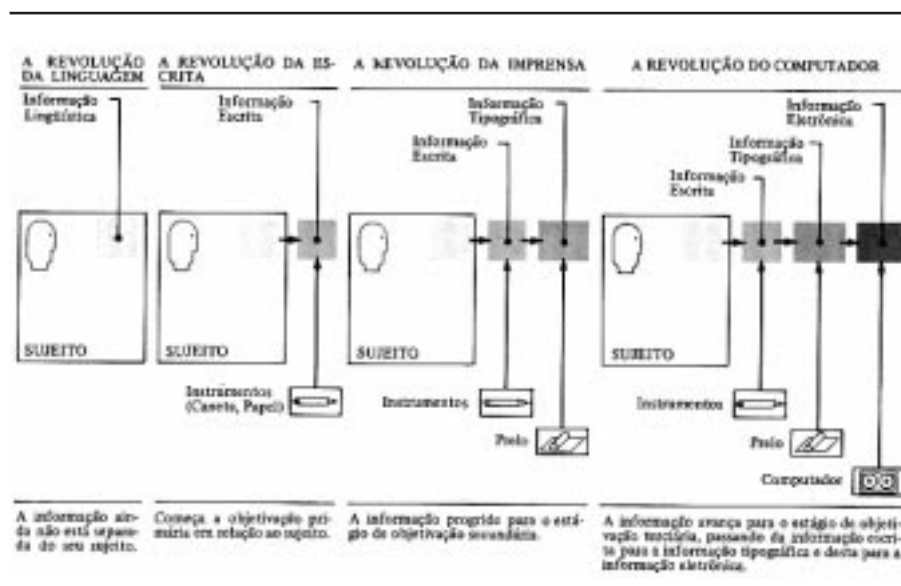 A REVOLUÇÃO
DA LINGUAGEM
Informação
Lingüística
SUJEITO
A informação ain-
da não está separa-
da do seu sujeito.
A REVOLUÇÃO DA ES-
CRITA
Informação
Escrita
SUJEITO
Instrumentos
(Caneta, Papel)
Começa a objetivação pri-
mária em relação ao sujeito.
A REVOLUÇÃO DA IMPRENSA
Informação
Tipográfica
Informação
Escrita
SUJEITO
Instrumentos
Prelo
A informação progride para o está-
gio de objetivação secundária.
A REVOLUÇÃO DO COMPUTADOR
Informação
Eletrônica
Informação
Tipográfica
Informação
Escrita
SUJEITO
Instrumentos
Prelo
Computador
A informação avança para o estágio de objeti-
vação terciária, passando da informação escri-
ta para a informação tipográfica e desta para a
informação eletrônica.